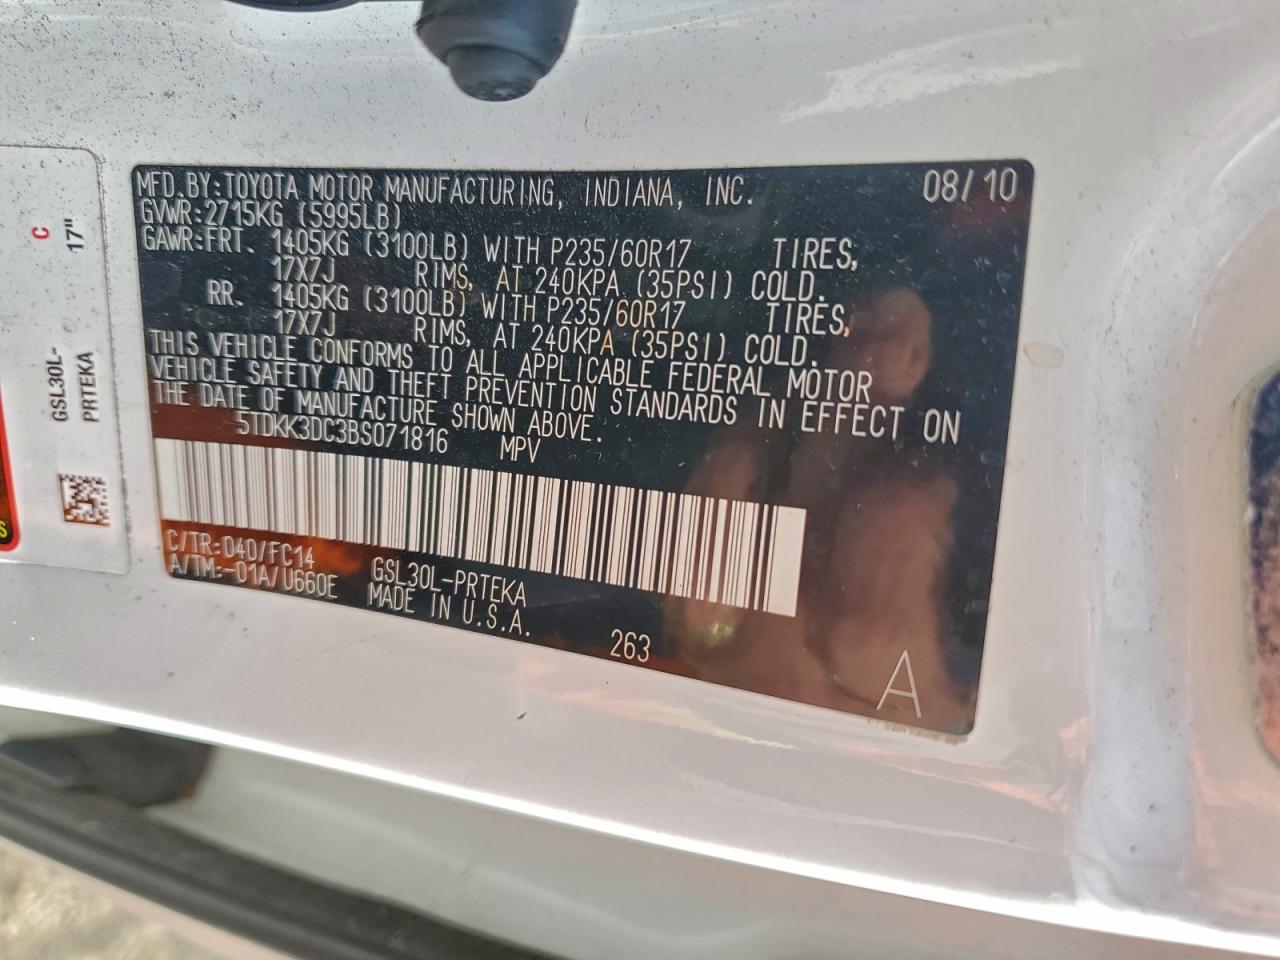 MFD.BY:TOYOTA MOTOR MANUFACTURING, INDIANA, INC. 08/10
GVWR:2715KG (5995LB)
GAWR:FRT. 1405KG (3100LB) WITH P235/60R17 TIRES,
17X7J RIMS, AT 240KPA (35PSI) COLD.
RR. 1405KG (3100LB) WITH P235/60R17 TIRES,
17X7J RIMS, AT 240KPA (35PSI) COLD.
THIS VEHICLE CONFORMS TO ALL APPLICABLE FEDERAL MOTOR
VEHICLE SAFETY AND THEFT PREVENTION STANDARDS IN EFFECT ON
THE DATE OF MANUFACTURE SHOWN ABOVE.
5TDKK3DC3BS071816 MPV
C/TR:040/FC14
A/TM:-01A/U660E
GSL30L-PRTEKA
MADE IN U.S.A.
263
A
C
17"
GSL30L-
PRTEKA
S